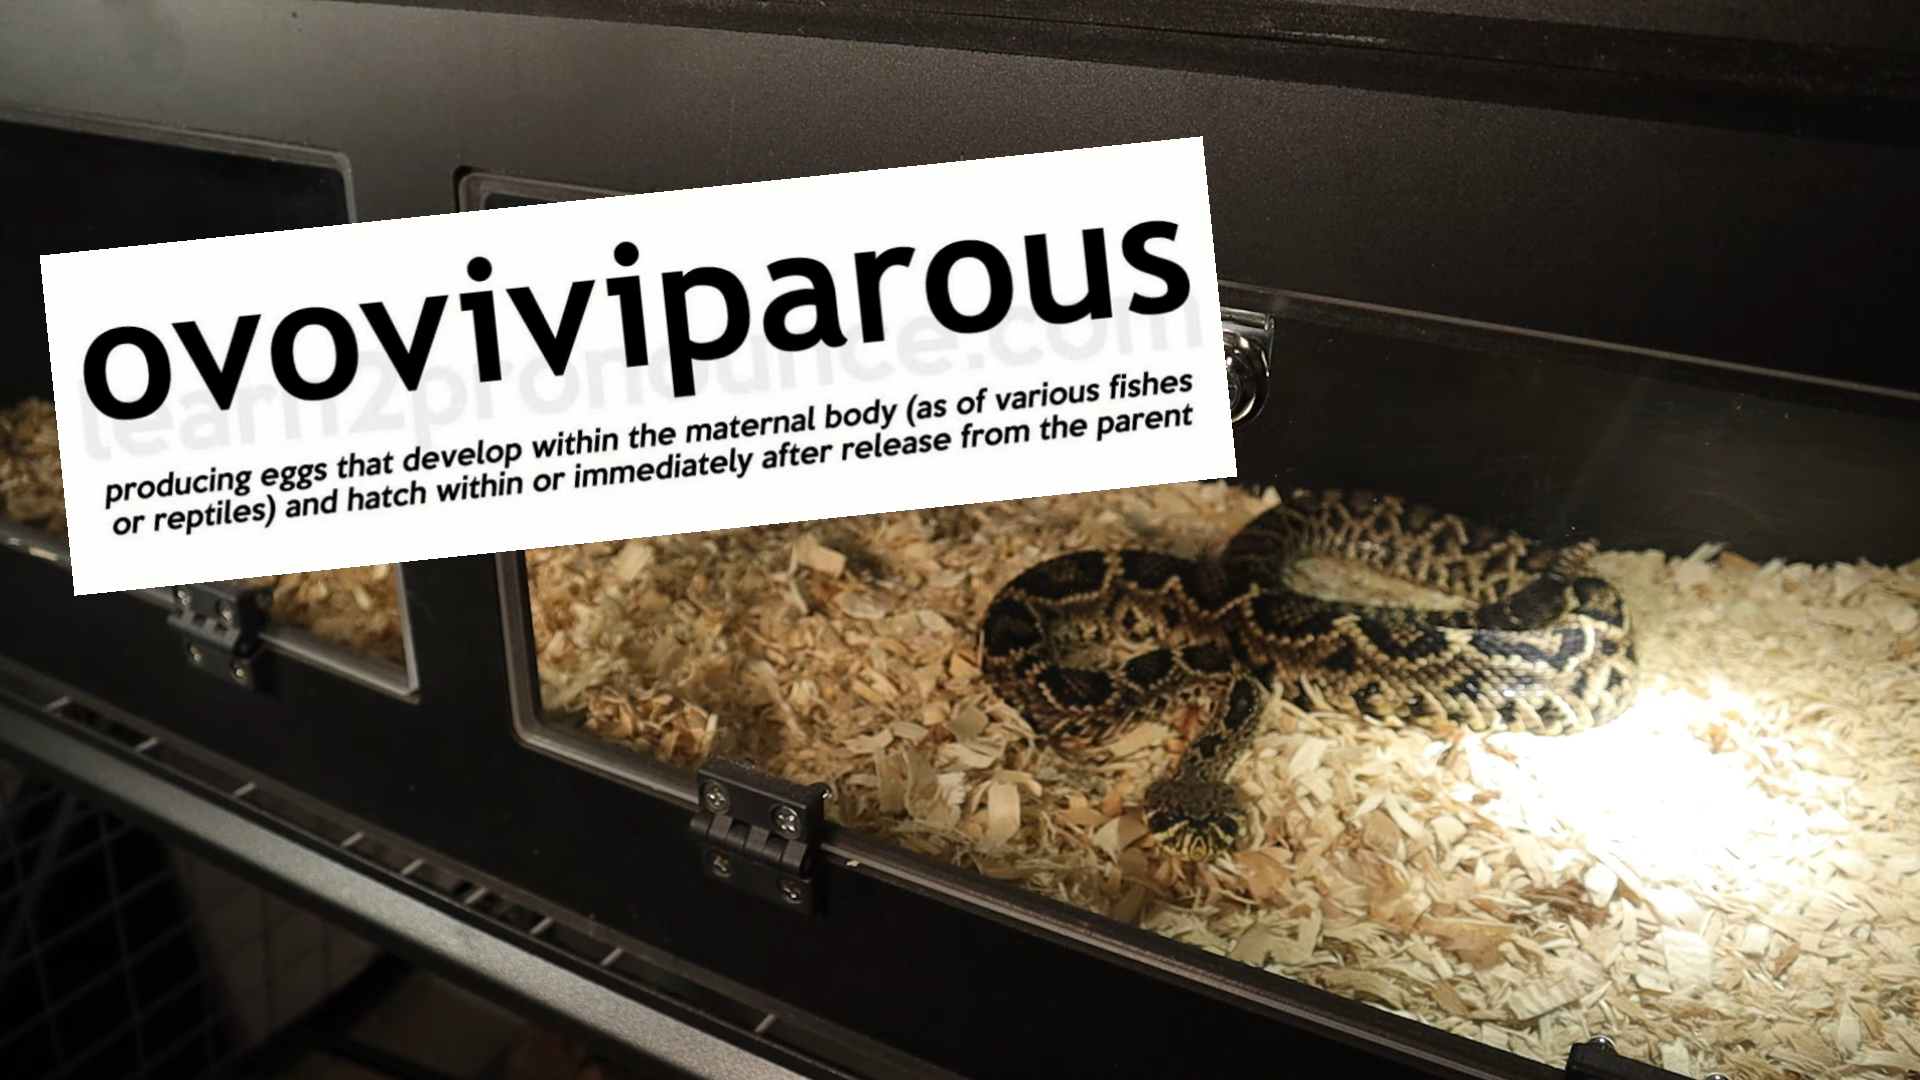 ovoviviparous
learn2pronounce.com
producing eggs that develop within the maternal body (as of various fishes
or reptiles) and hatch within or immediately after release from the parent